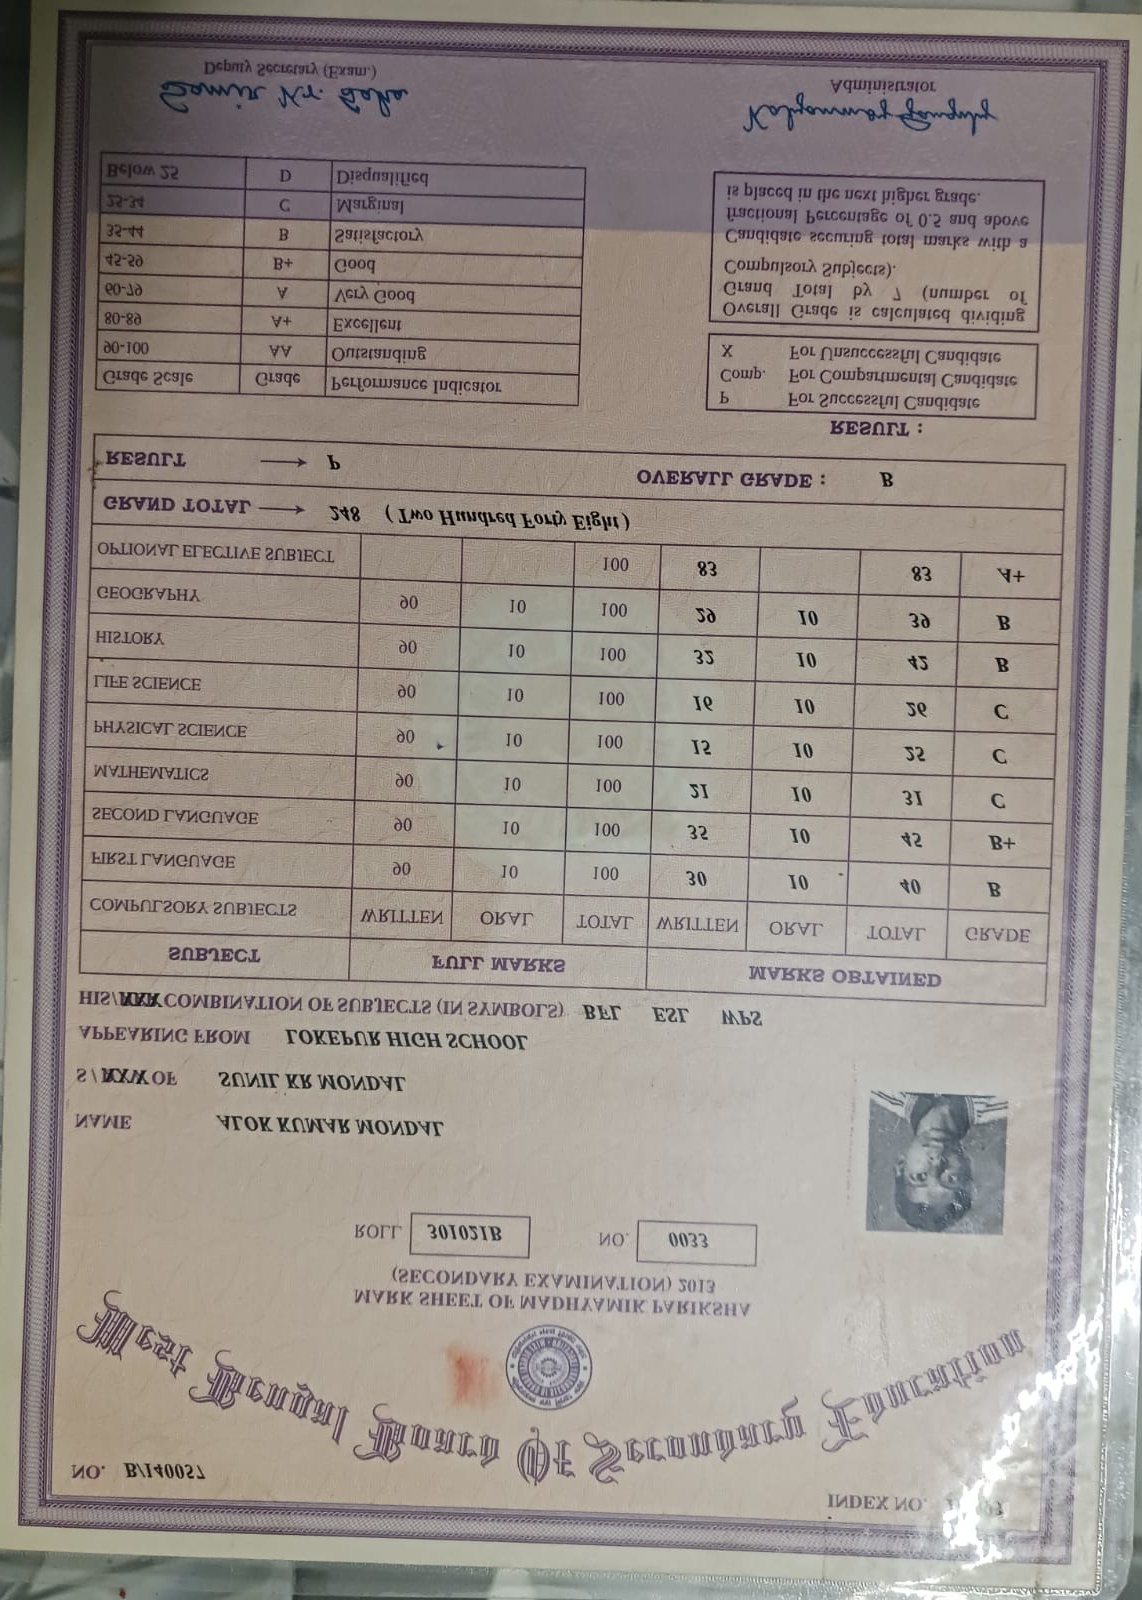 NO. B/140057
INDEX NO.
West Bengal Board Of Secondary Education
MARK SHEET OF MADHYAMIK PARIKSHA
(SECONDARY EXAMINATION) 2013
ROLL 301021B NO. 0033
NAME ALOK KUMAR MONDAL
S / OF SUNIL KR MONDAL
APPEARING FROM LOKEPUR HIGH SCHOOL
HIS/ COMBINATION OF SUBJECTS (IN SYMBOLS) BFL ESL WPS
SUBJECT FULL MARKS MARKS OBTAINED
COMPULSORY SUBJECTS WRITTEN ORAL TOTAL WRITTEN ORAL TOTAL GRADE
FIRST LANGUAGE 90 10 100 30 10 40 B
SECOND LANGUAGE 90 10 100 35 10 45 B+
MATHEMATICS 90 10 100 21 10 31 C
PHYSICAL SCIENCE 90 10 100 15 10 25 C
LIFE SCIENCE 90 10 100 16 10 26 C
HISTORY 90 10 100 32 10 42 B
GEOGRAPHY 90 10 100 29 10 39 B
OPTIONAL ELECTIVE SUBJECT 100 83 83 A+
GRAND TOTAL → 248 ( Two Hundred Forty Eight )
RESULT → P OVERALL GRADE : B
Grade Scale Grade Performance Indicator
90-100 AA Outstanding
80-89 A+ Excellent
60-79 A Very Good
45-59 B+ Good
35-44 B Satisfactory
25-34 C Marginal
Below 25 D Disqualified
RESULT :
P For Successful Candidate
Comp. For Compartmental Candidate
X For Unsuccessful Candidate
Overall Grade is calculated dividing
Grand Total by 7 (number of
Compulsory Subjects).
Candidate securing total marks with a
fractional Percentage of 0.5 and above
is placed in the next higher grade.
Samir Kr. Saha
Deputy Secretary (Exam.)
Kalyanmoy Ganguly
Administrator